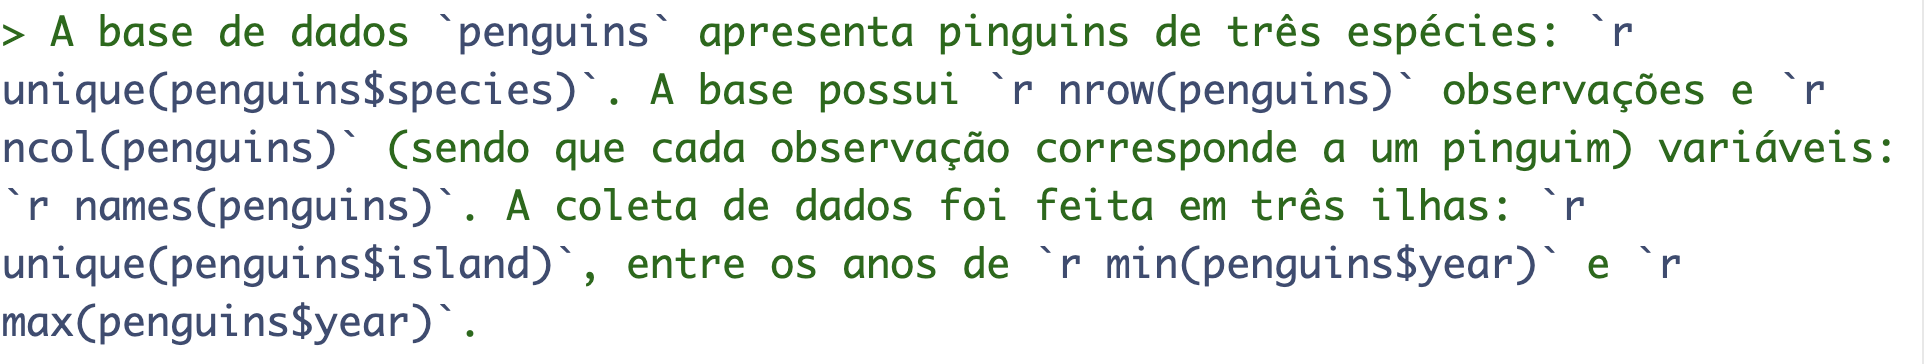 > A base de dados `penguins` apresenta pinguins de três espécies: `r
unique(penguins$species)`. A base possui `r nrow(penguins)` observações e `r
ncol(penguins)` (sendo que cada observação corresponde a um pinguim) variáveis:
`r names(penguins)`. A coleta de dados foi feita em três ilhas: `r
unique(penguins$island)`, entre os anos de `r min(penguins$year)` e `r
max(penguins$year)`.